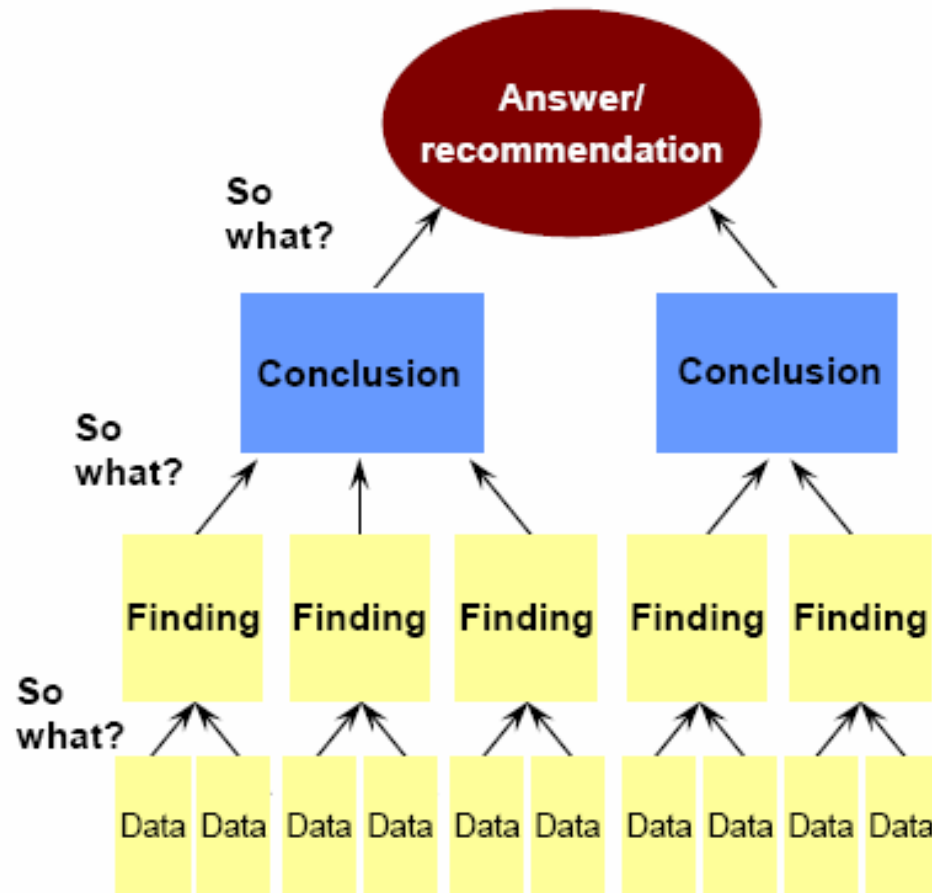 Answer/
recommendation
So
what?
Conclusion
Conclusion
So
what?
Finding
Finding
Finding
Finding
Finding
So
what?
Data
Data
Data
Data
Data
Data
Data
Data
Data
Data